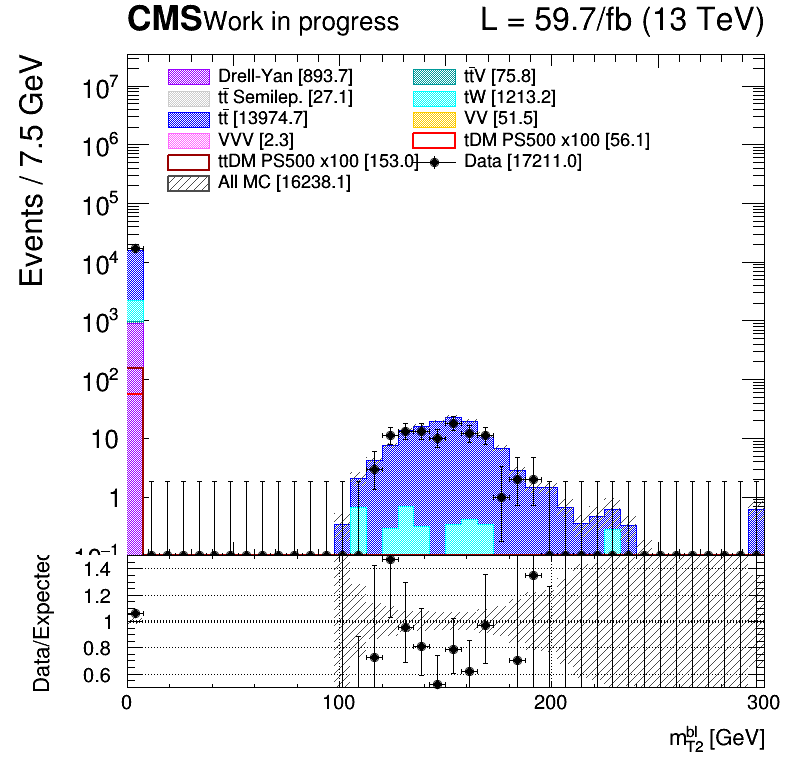 CMS Work in progress L = 59.7/fb (13 TeV)
Events / 7.5 GeV
10⁷
10⁶
10⁵
10⁴
10³
10²
10
1
10⁻¹
Drell-Yan [893.7]
tt̄V [75.8]
tt̄ Semilep. [27.1]
tW [1213.2]
tt̄ [13974.7]
VV [51.5]
VVV [2.3]
tDM PS500 x100 [56.1]
ttDM PS500 x100 [153.0]
Data [17211.0]
All MC [16238.1]
Data/Expected
1.4
1.2
1
0.8
0.6
0 100 200 300
m_{T2}^{bl} [GeV]